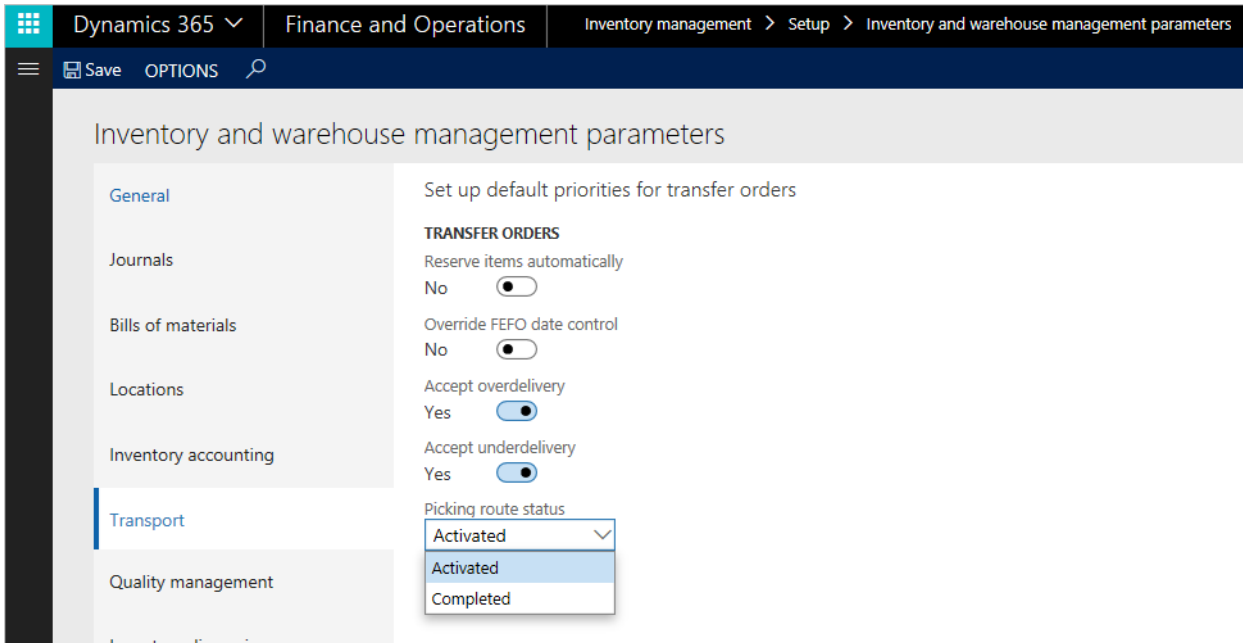 Dynamics 365
Finance and Operations
Inventory management > Setup > Inventory and warehouse management parameters
Save OPTIONS
Inventory and warehouse management parameters
General
Journals
Bills of materials
Locations
Inventory accounting
Transport
Quality management
Set up default priorities for transfer orders
TRANSFER ORDERS
Reserve items automatically
No
Override FEFO date control
No
Accept overdelivery
Yes
Accept underdelivery
Yes
Picking route status
Activated
Activated
Completed